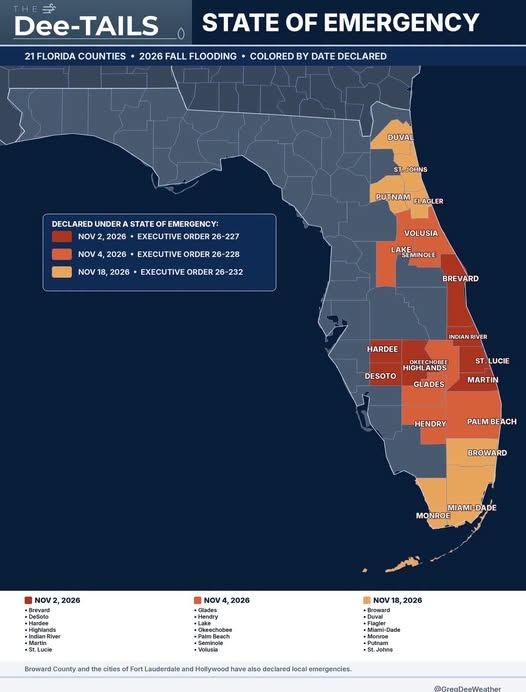 THE
Dee-TAILS
STATE OF EMERGENCY
21 FLORIDA COUNTIES • 2026 FALL FLOODING • COLORED BY DATE DECLARED
DUVAL
ST. JOHNS
PUTNAM
FLAGLER
DECLARED UNDER A STATE OF EMERGENCY:
NOV 2, 2026 • EXECUTIVE ORDER 26-227
NOV 4, 2026 • EXECUTIVE ORDER 26-228
NOV 18, 2026 • EXECUTIVE ORDER 26-232
VOLUSIA
LAKE
SEMINOLE
BREVARD
INDIAN RIVER
HARDEE
OKEECHOBEE
ST. LUCIE
HIGHLANDS
DESOTO
MARTIN
GLADES
HENDRY
PALM BEACH
BROWARD
MIAMI-DADE
MONROE
NOV 2, 2026
• Brevard
• DeSoto
• Hardee
• Highlands
• Indian River
• Martin
• St. Lucie
NOV 4, 2026
• Glades
• Hendry
• Lake
• Okeechobee
• Palm Beach
• Seminole
• Volusia
NOV 18, 2026
• Broward
• Duval
• Flagler
• Miami-Dade
• Monroe
• Putnam
• St. Johns
Broward County and the cities of Fort Lauderdale and Hollywood have also declared local emergencies.
@GregDeeWeather